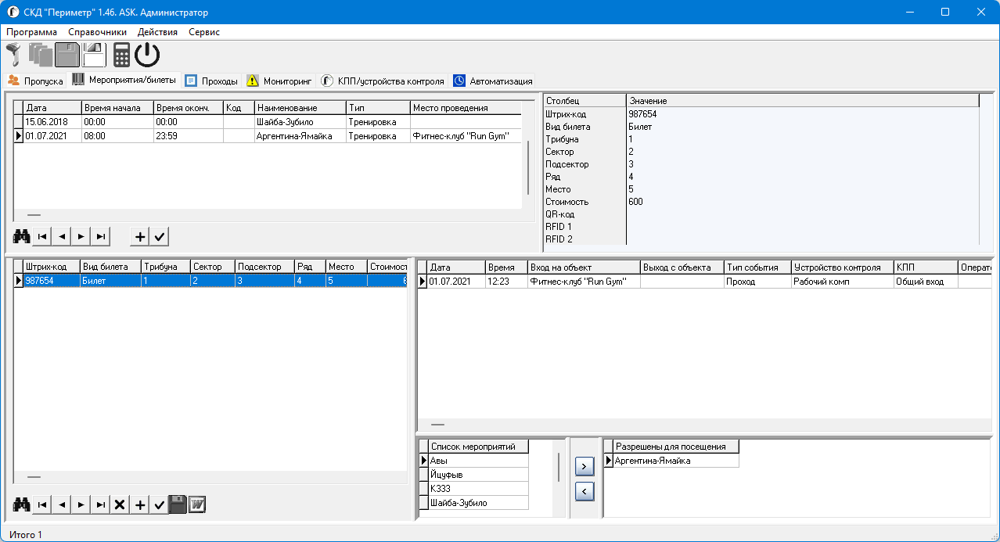 СКД "Периметр" 1.46. ASK. Администратор
Программа Справочники Действия Сервис
Пропуска Мероприятия/билеты Проходы Мониторинг КПП/устройства контроля Автоматизация
Дата Время начала Время оконч. Код Наименование Тип Место проведения
15.06.2018 00:00 00:00 Шайба-Зубило Тренировка
01.07.2021 08:00 23:59 Аргентина-Ямайка Тренировка Фитнес-клуб "Run Gym"
Столбец Значение
Штрих-код 987654
Вид билета Билет
Трибуна 1
Сектор 2
Подсектор 3
Ряд 4
Место 5
Стоимость 600
QR-код
RFID 1
RFID 2
Штрих-код Вид билета Трибуна Сектор Подсектор Ряд Место Стоимост
987654 Билет 1 2 3 4 5 6
Дата Время Вход на объект Выход с объекта Тип события Устройство контроля КПП Операто
01.07.2021 12:23 Фитнес-клуб "Run Gym" Проход Рабочий комп Общий вход
Список мероприятий
Авы
Йцуфыв
К333
Шайба-Зубило
>
<
Разрешены для посещения
Аргентина-Ямайка
W
Итого 1